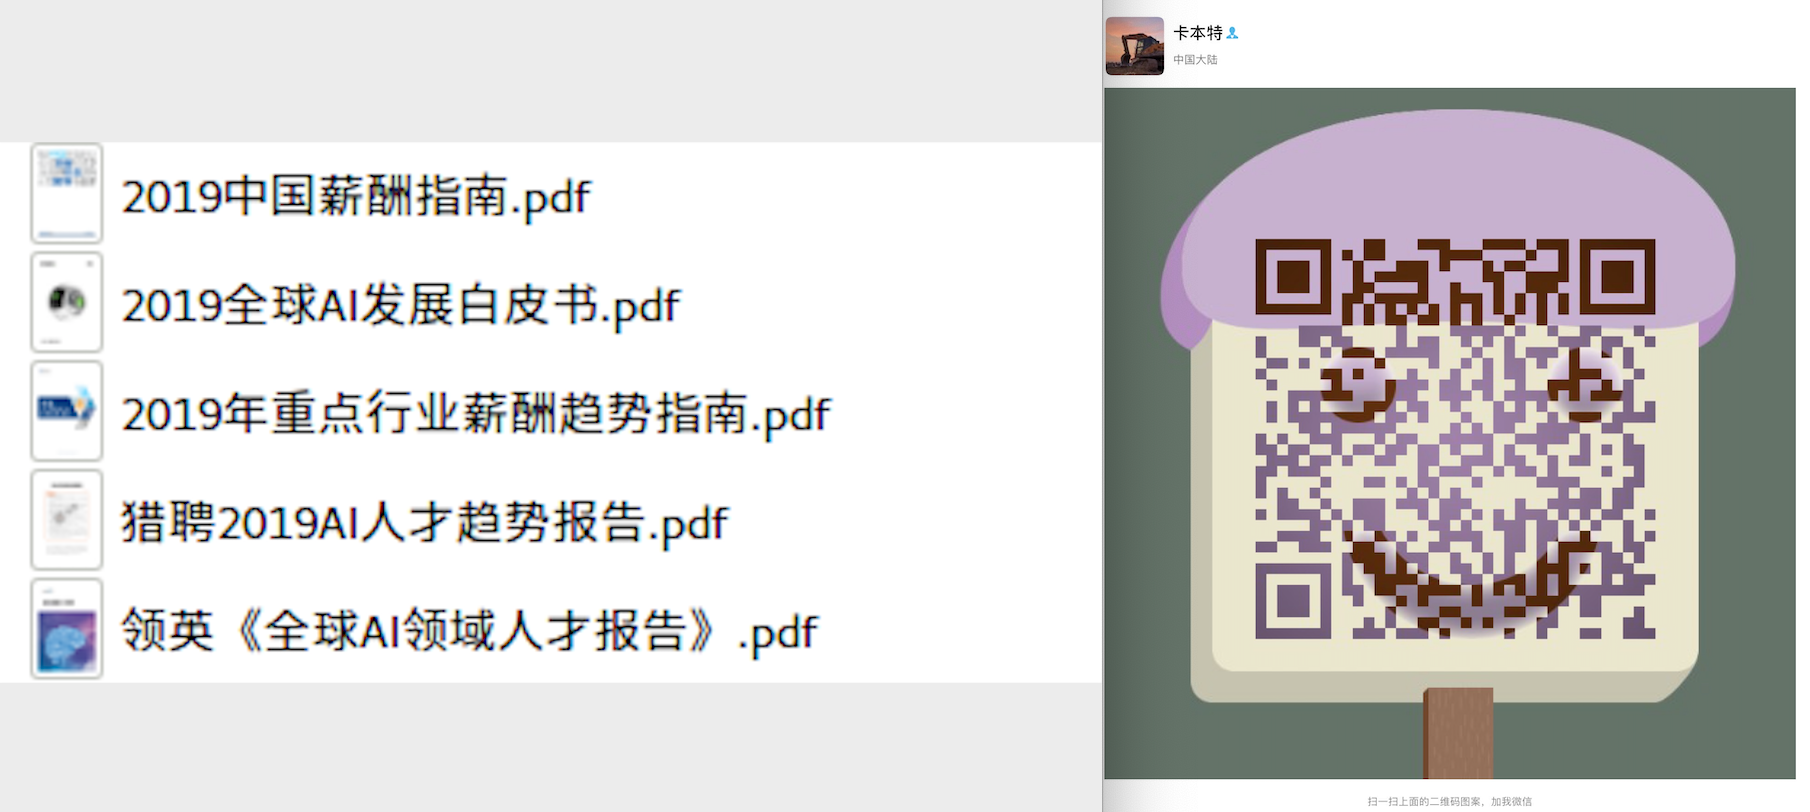 2019中国薪酬指南.pdf
2019全球AI发展白皮书.pdf
2019年重点行业薪酬趋势指南.pdf
猎聘2019AI人才趋势报告.pdf
领英《全球AI领域人才报告》.pdf
卡本特
中国大陆
扫一扫上面的二维码图案，加我微信